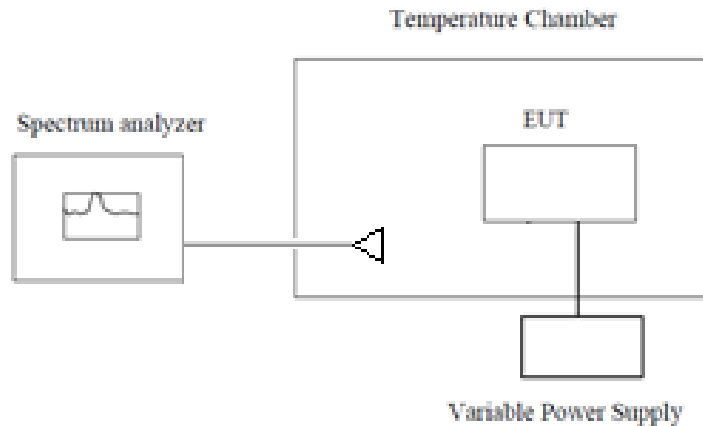 Temperature Chamber
Spectrum analyzer
EUT
Variable Power Supply